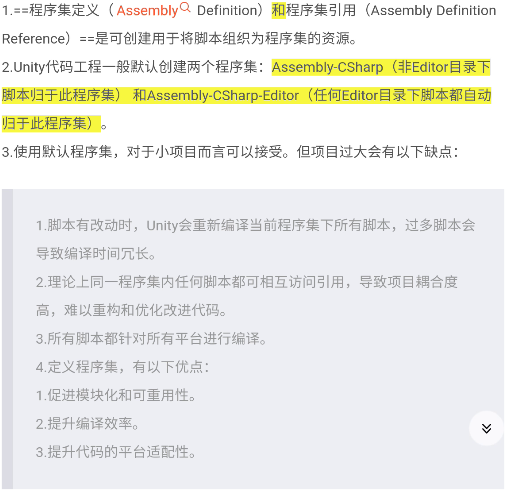 1.==程序集定义（ Assembly Definition）和程序集引用（Assembly Definition
Reference）==是可创建用于将脚本组织为程序集的资源。
2.Unity代码工程一般默认创建两个程序集：Assembly-CSharp（非Editor目录下
脚本归于此程序集） 和Assembly-CSharp-Editor（任何Editor目录下脚本都自动
归于此程序集）。
3.使用默认程序集，对于小项目而言可以接受。但项目过大会有以下缺点：
1.脚本有改动时，Unity会重新编译当前程序集下所有脚本，过多脚本会
导致编译时间冗长。
2.理论上同一程序集内任何脚本都可相互访问引用，导致项目耦合度
高，难以重构和优化改进代码。
3.所有脚本都针对所有平台进行编译。
4.定义程序集，有以下优点：
1.促进模块化和可重用性。
2.提升编译效率。
3.提升代码的平台适配性。